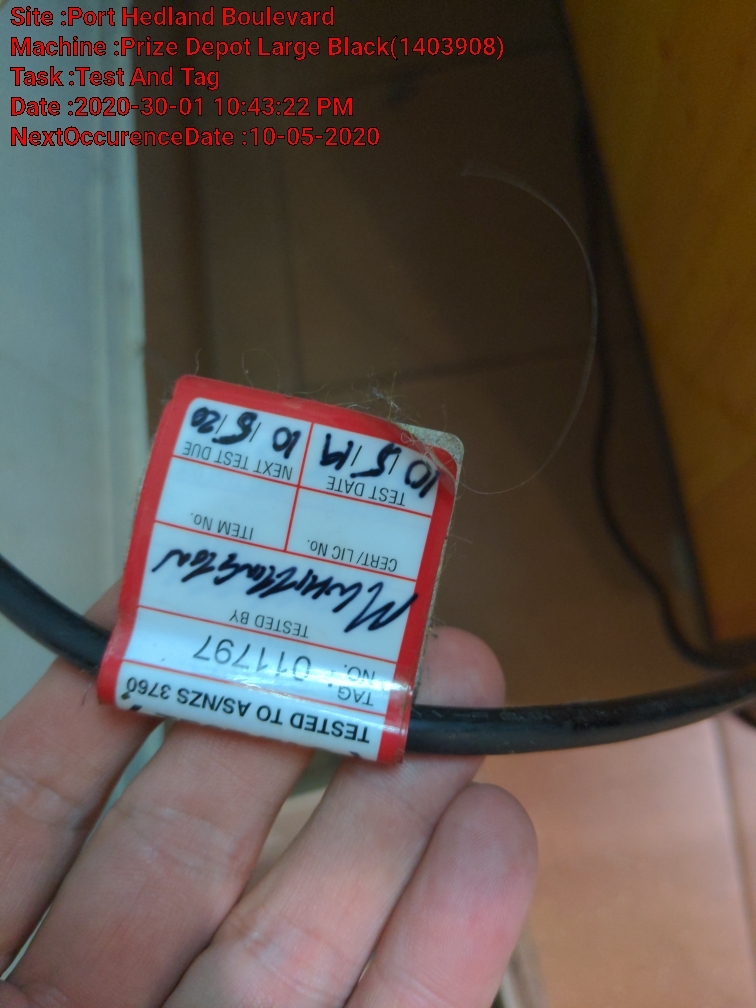 Site :Port Hedland Boulevard
Machine :Prize Depot Large Black(1403908)
Task :Test And Tag
Date :2020-30-01 10:43:22 PM
NextOccurenceDate :10-05-2020
TESTED TO AS/NZS 3760
TAG NO.: 011797
TESTED BY
CERT/LIC No.
ITEM No.
TEST DATE
10/5/19
NEXT TEST DUE
10/5/20